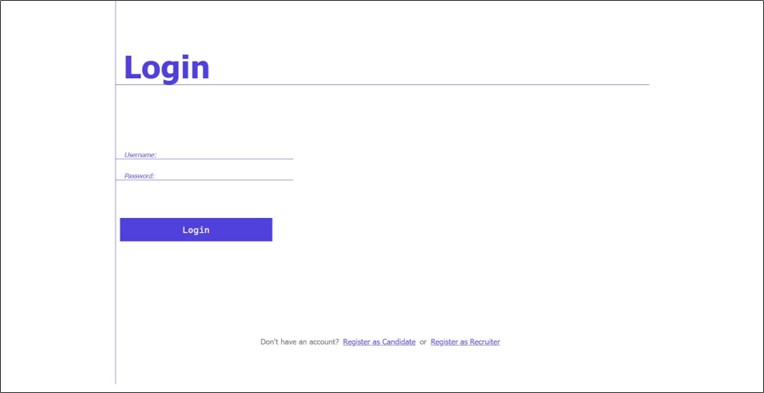 Login
Username:
Password:
Login
Don't have an account? Register as Candidate or Register as Recruiter